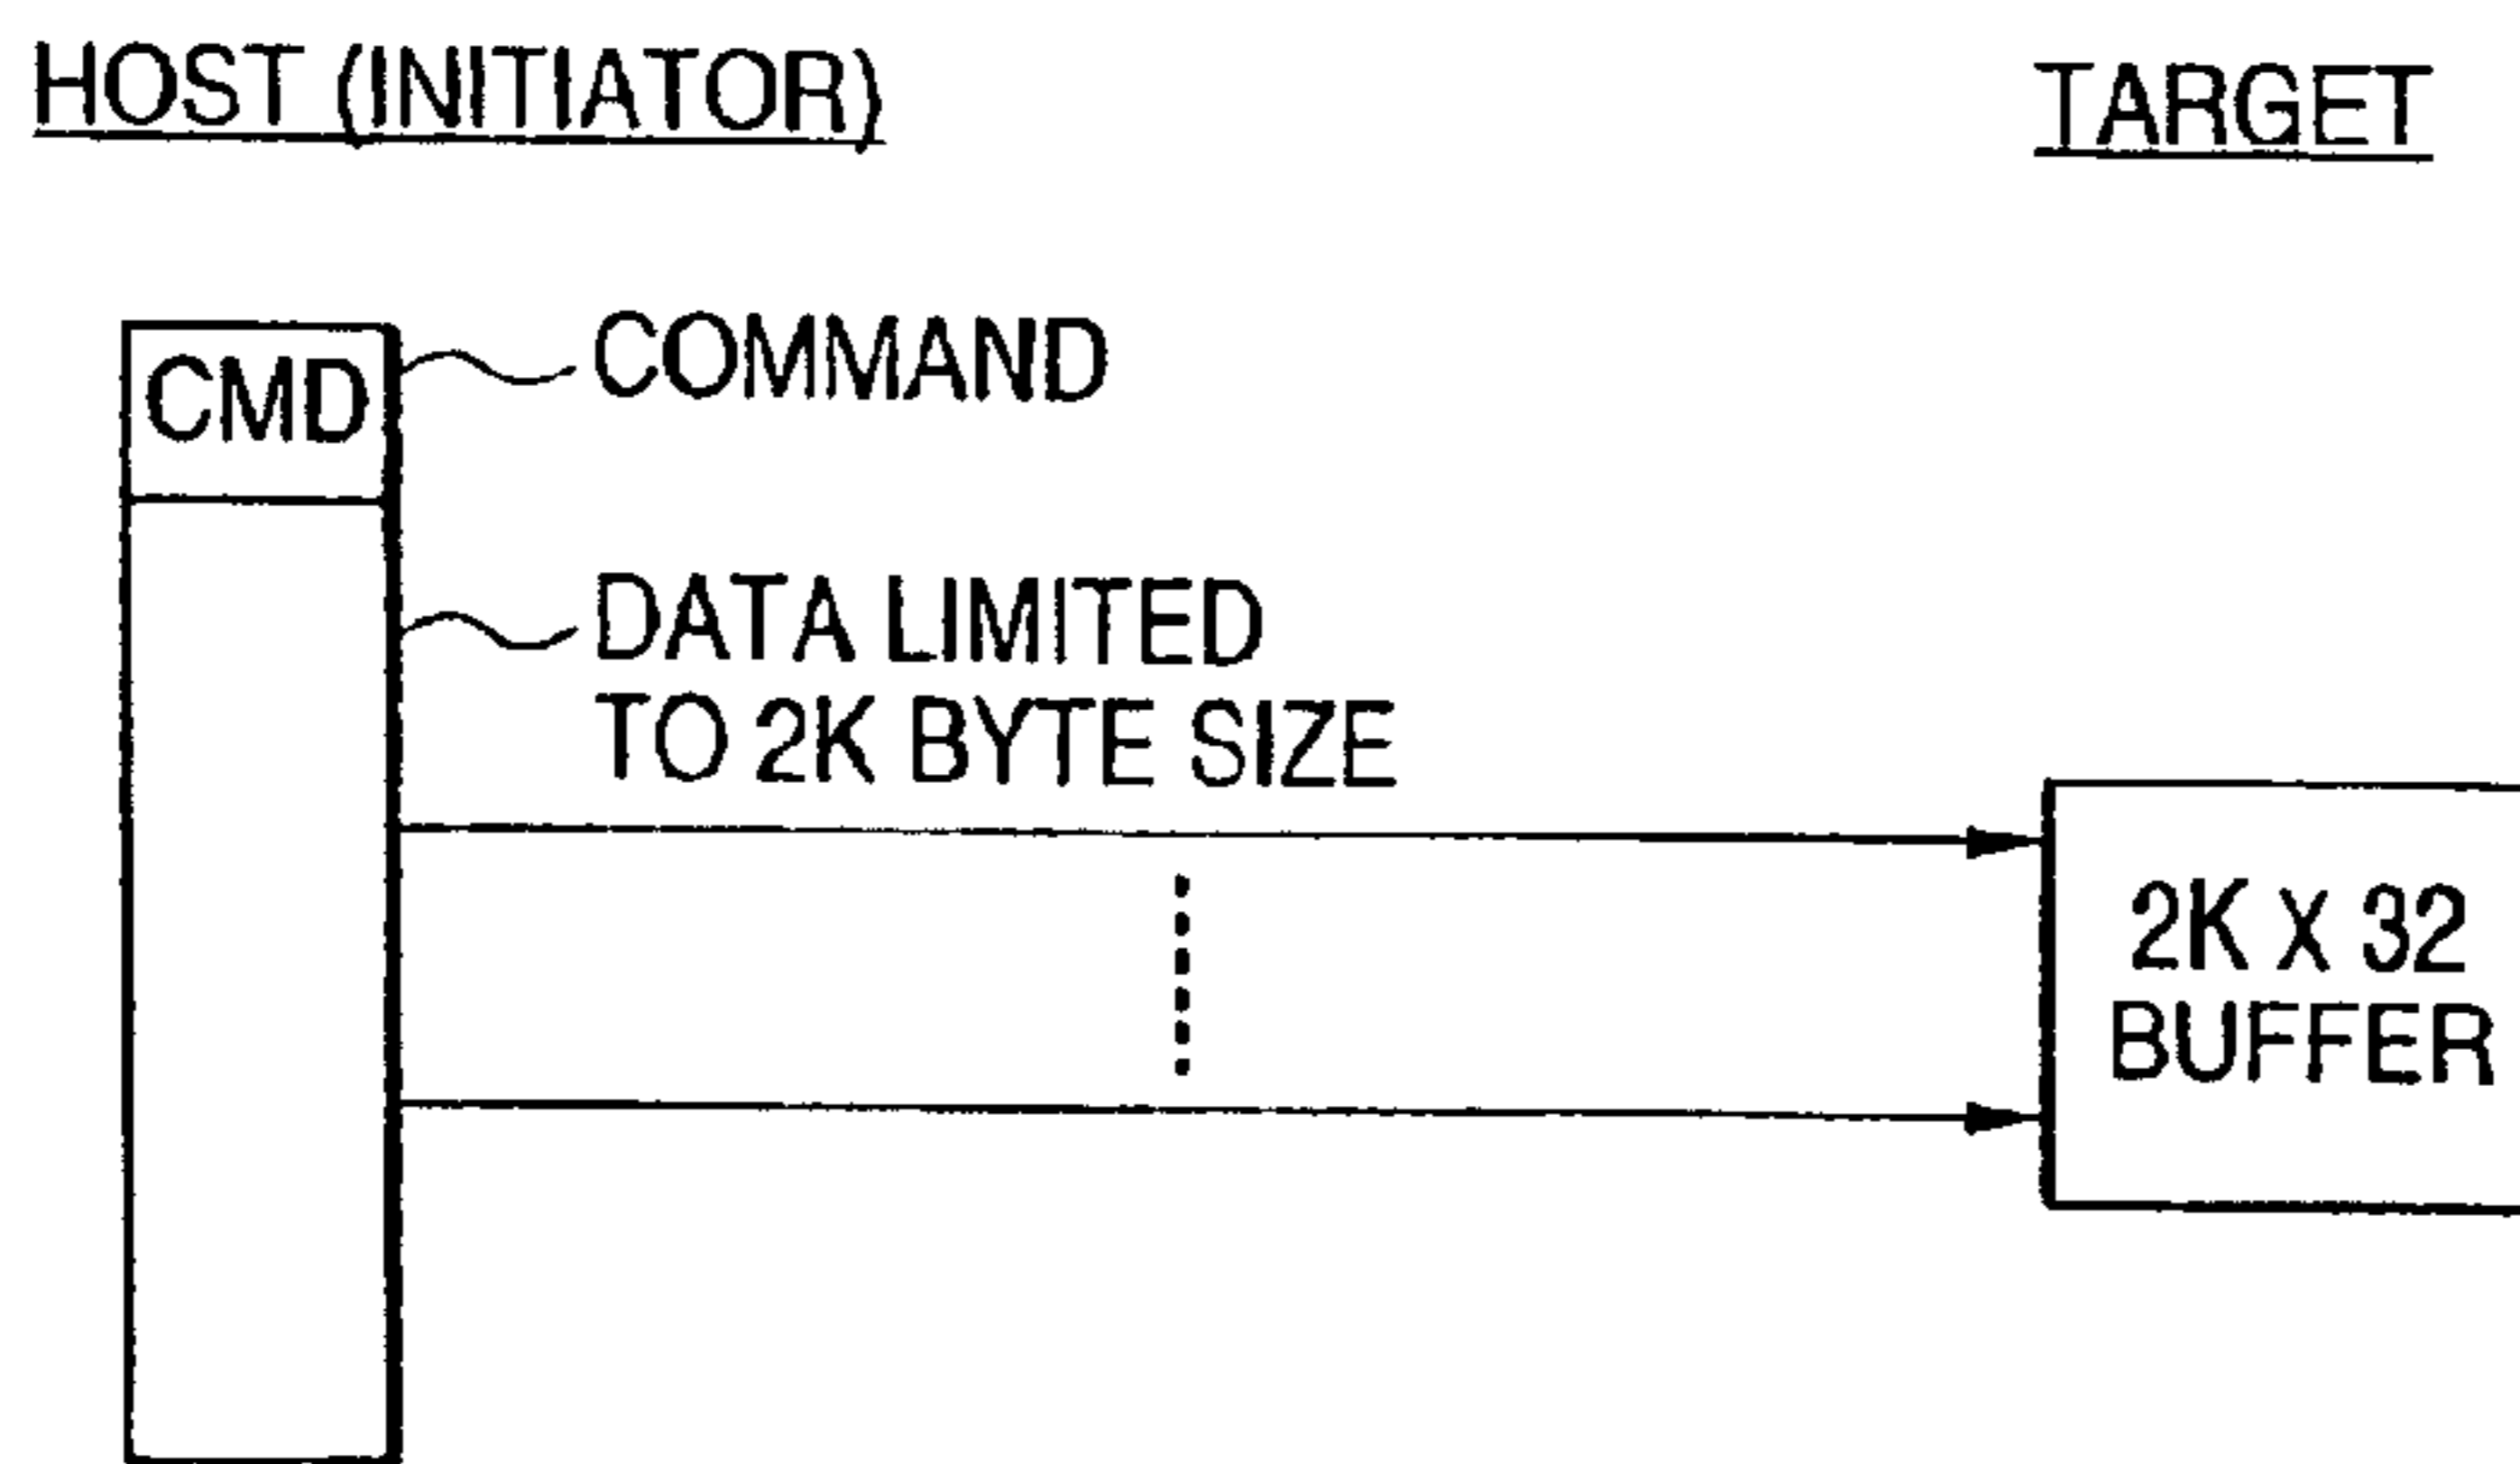 HOST (INITIATOR)
TARGET
CMD
COMMAND
DATA LIMITED
TO 2K BYTE SIZE
2K X 32
BUFFER